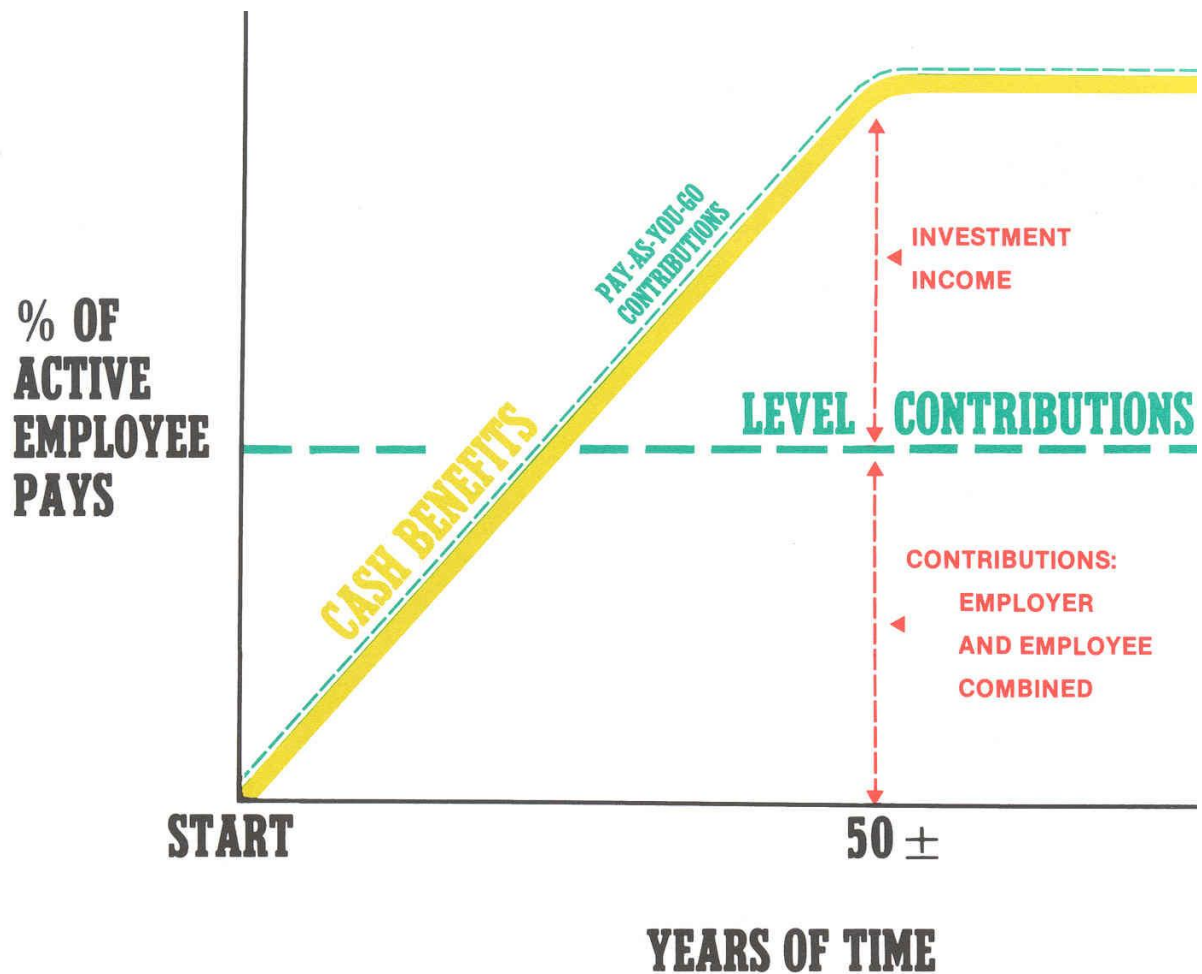 PAY-AS-YOU-GO
CONTRIBUTIONS
INVESTMENT
INCOME
% OF
ACTIVE
EMPLOYEE
PAYS
LEVEL CONTRIBUTIONS
CASH BENEFITS
CONTRIBUTIONS:
EMPLOYER
AND EMPLOYEE
COMBINED
START
50 ±
YEARS OF TIME